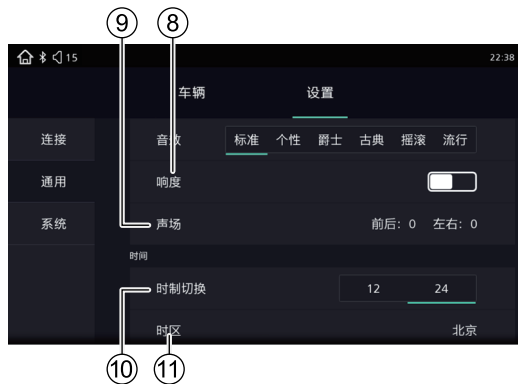 ⑨ ⑧
15 22:38
车辆 设置
连接 音效 标准 个性 爵士 古典 摇滚 流行
通用 响度
系统 声场 前后：0 左右：0
时间
时制切换 12 24
时区 北京
⑩ ⑪